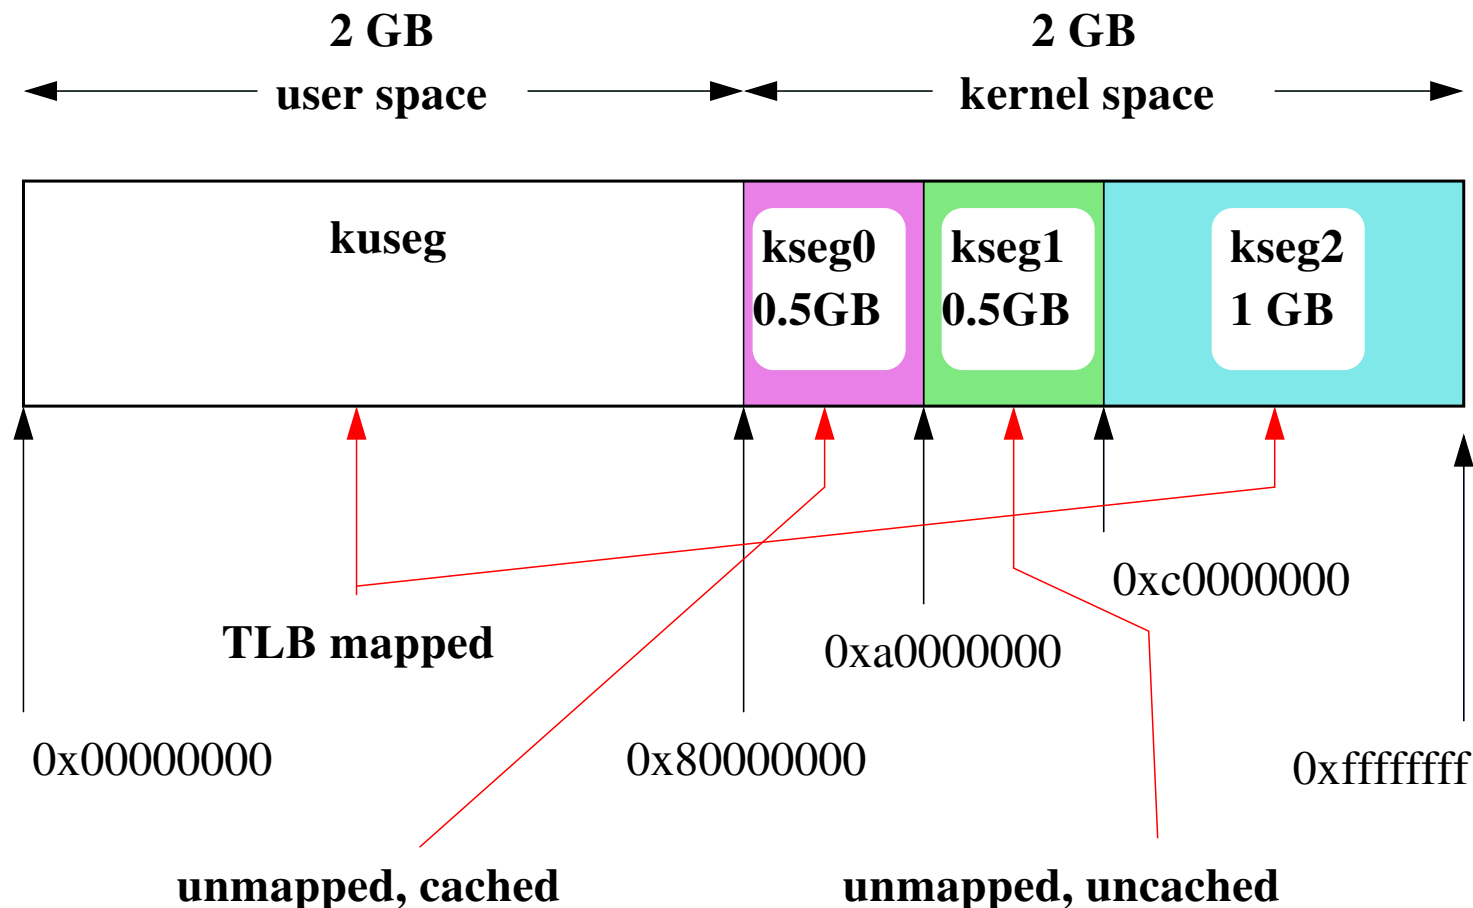 2 GB
2 GB
user space
kernel space
kuseg
kseg0
0.5GB
kseg1
0.5GB
kseg2
1 GB
0xc0000000
TLB mapped
0xa0000000
0x00000000
0x80000000
0xffffffff
unmapped, cached
unmapped, uncached